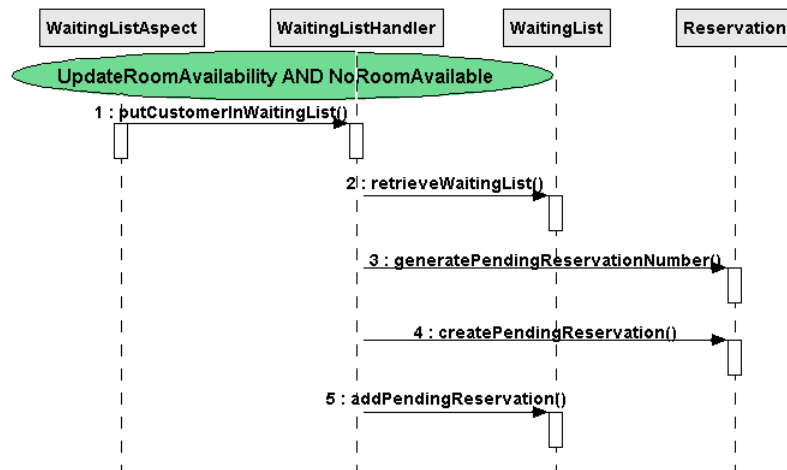 WaitingListAspect
WaitingListHandler
WaitingList
Reservation
UpdateRoomAvailability AND NoRoomAvailable
1 : putCustomerInWaitingList()
2 : retrieveWaitingList()
3 : generatePendingReservationNumber()
4 : createPendingReservation()
5 : addPendingReservation()